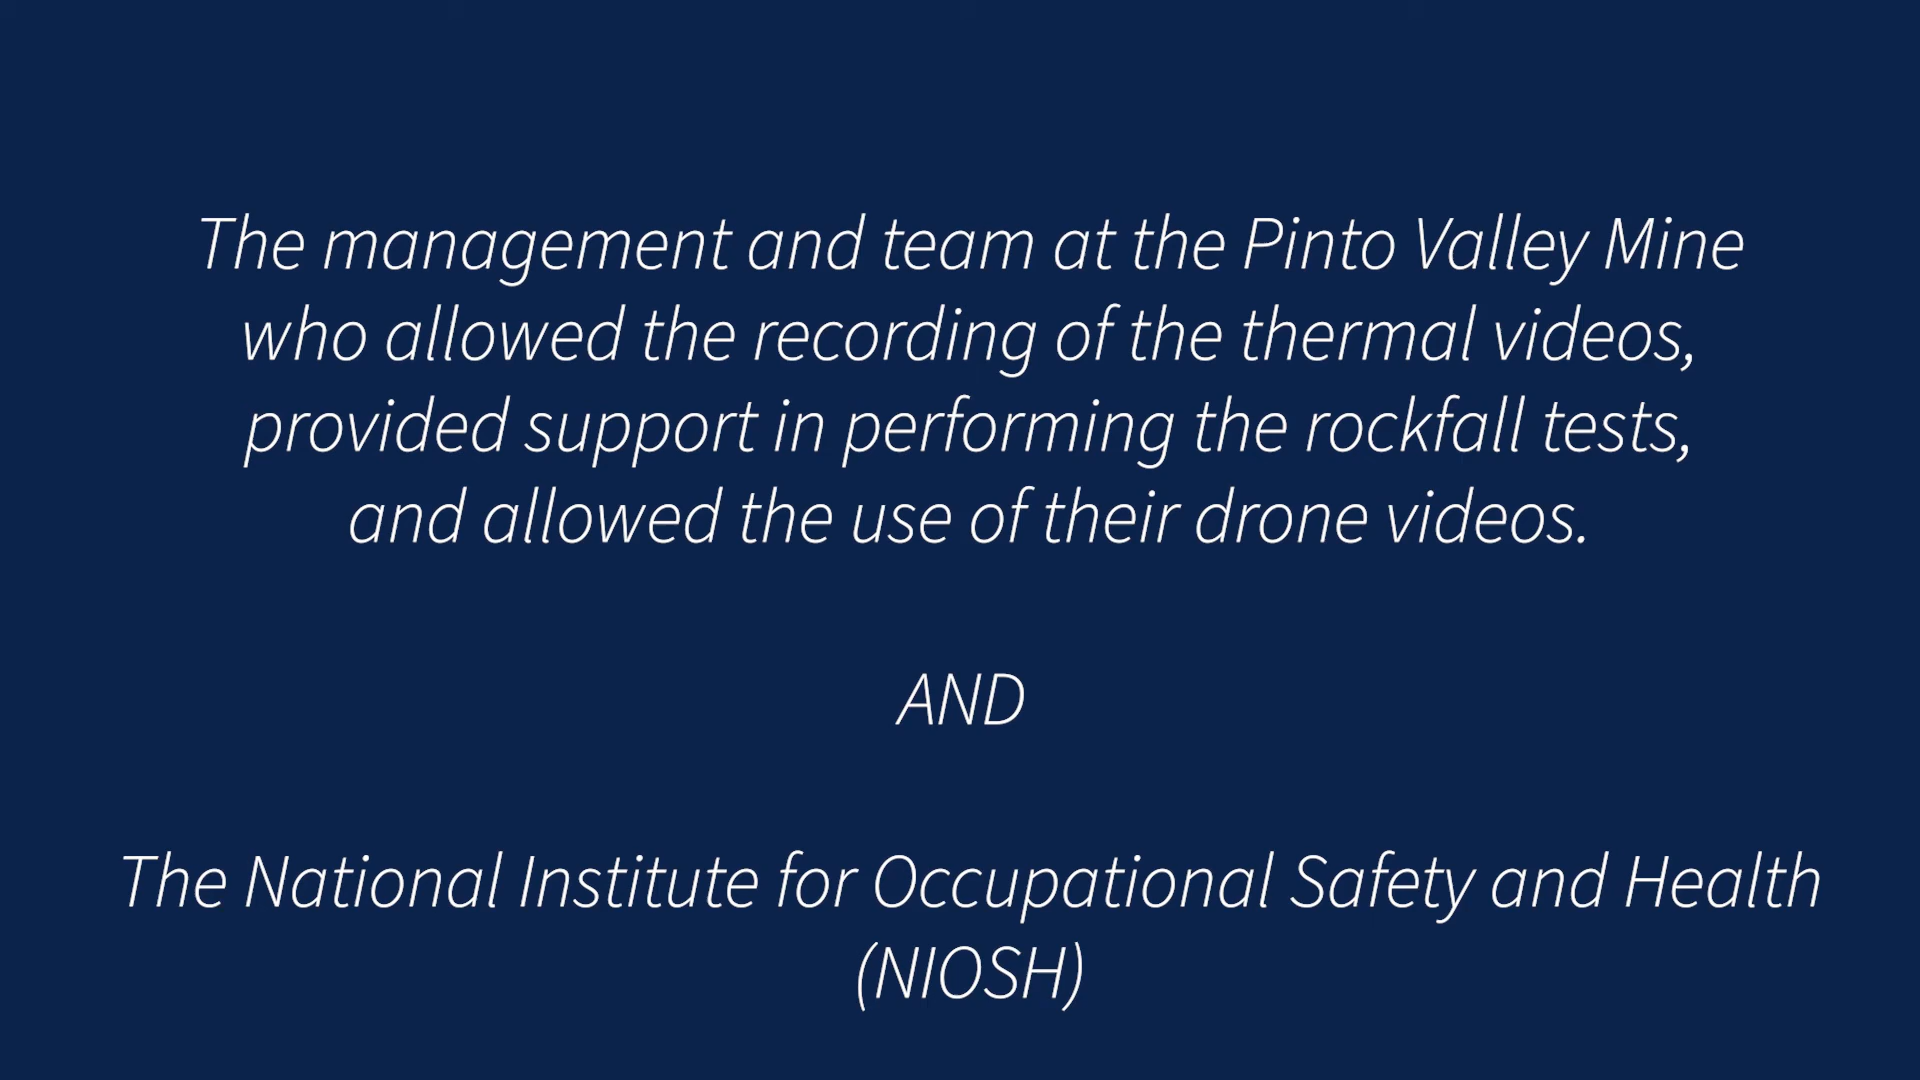 The management and team at the Pinto Valley Mine
who allowed the recording of the thermal videos,
provided support in performing the rockfall tests,
and allowed the use of their drone videos.
AND
The National Institute for Occupational Safety and Health
(NIOSH)